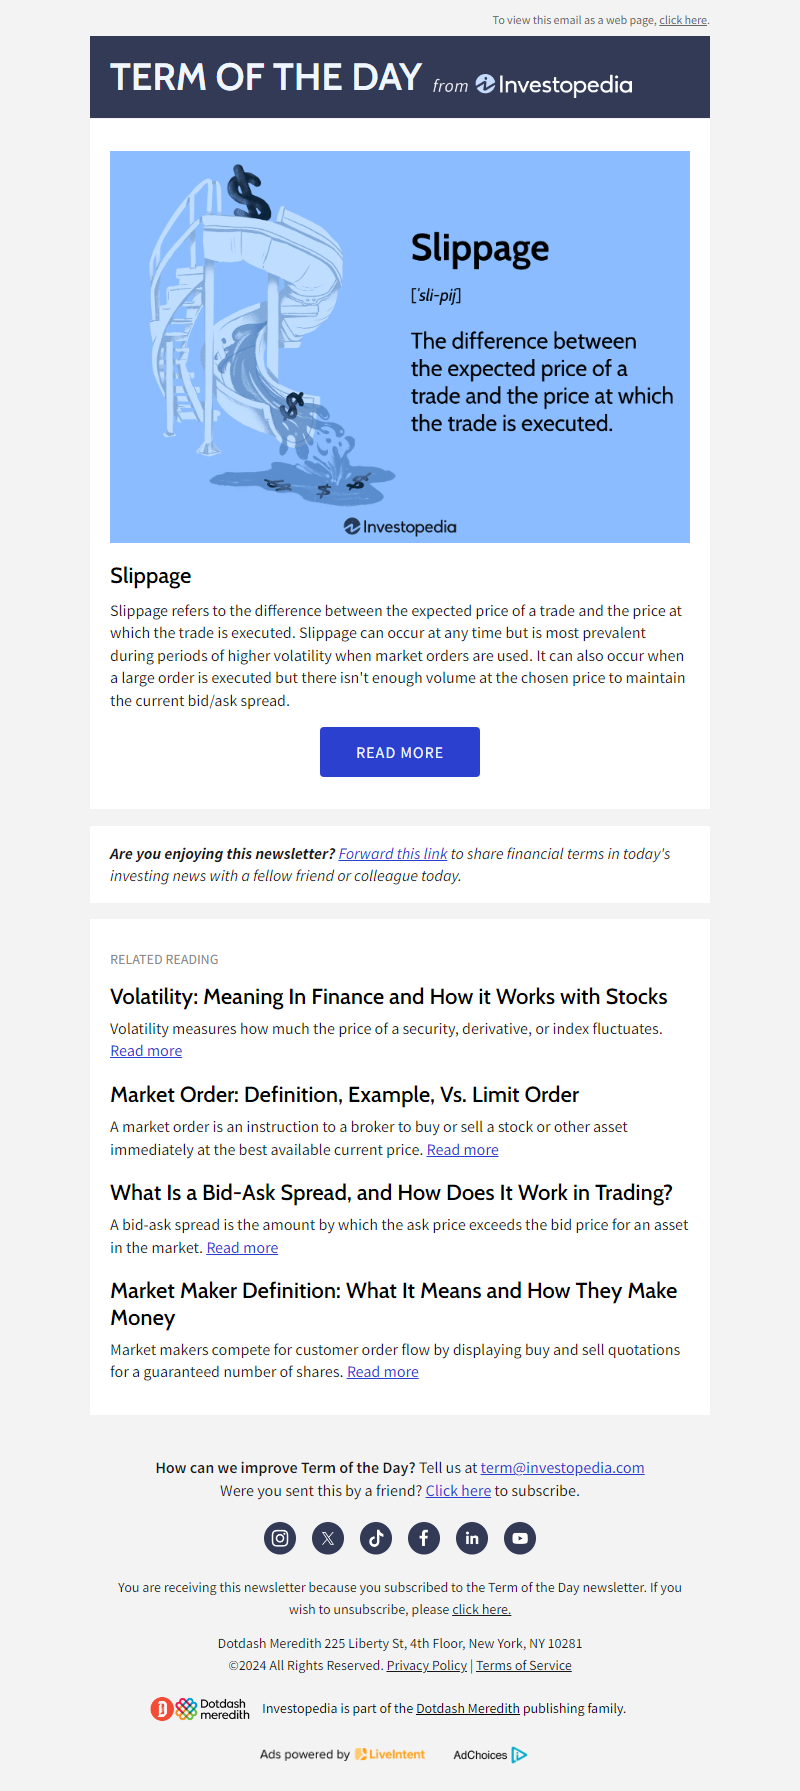 To view this email as a web page, click here.
TERM OF THE DAY from Investopedia
Slippage
['sli-pij]
The difference between
the expected price of a
trade and the price at which
the trade is executed.
Investopedia
Slippage
Slippage refers to the difference between the expected price of a trade and the price at
which the trade is executed. Slippage can occur at any time but is most prevalent
during periods of higher volatility when market orders are used. It can also occur when
a large order is executed but there isn't enough volume at the chosen price to maintain
the current bid/ask spread.
READ MORE
Are you enjoying this newsletter? Forward this link to share financial terms in today's
investing news with a fellow friend or colleague today.
RELATED READING
Volatility: Meaning In Finance and How it Works with Stocks
Volatility measures how much the price of a security, derivative, or index fluctuates.
Read more
Market Order: Definition, Example, Vs. Limit Order
A market order is an instruction to a broker to buy or sell a stock or other asset
immediately at the best available current price. Read more
What Is a Bid-Ask Spread, and How Does It Work in Trading?
A bid-ask spread is the amount by which the ask price exceeds the bid price for an asset
in the market. Read more
Market Maker Definition: What It Means and How They Make
Money
Market makers compete for customer order flow by displaying buy and sell quotations
for a guaranteed number of shares. Read more
How can we improve Term of the Day? Tell us at term@investopedia.com
Were you sent this by a friend? Click here to subscribe.
You are receiving this newsletter because you subscribed to the Term of the Day newsletter. If you
wish to unsubscribe, please click here.
Dotdash Meredith 225 Liberty St, 4th Floor, New York, NY 10281
©2024 All Rights Reserved. Privacy Policy | Terms of Service
Dotdash
meredith
Investopedia is part of the Dotdash Meredith publishing family.
Ads powered by LiveIntent
AdChoices